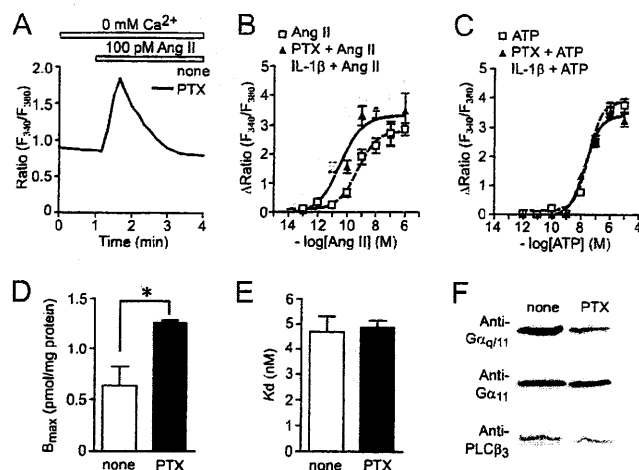 A
0 mM Ca2+
100 pM Ang II
none
PTX
Ratio (F340/F380)
2.0
1.5
1.0
0.5
0
0 1 2 3 4
Time (min)
B
Ang II
PTX + Ang II
IL-1β + Ang II
ΔRatio (F340/F380)
5
4
3
2
1
0
14 12 10 8 6
- log[Ang II] (M)
C
ATP
PTX + ATP
IL-1β + ATP
ΔRatio (F340/F380)
5
4
3
2
1
0
12 10 8 6 4
- log[ATP] (M)
D
*
Bmax (pmol/mg protein)
1.5
1.0
0.5
0
none PTX
E
Kd (nM)
7
6
5
4
3
2
1
0
none PTX
F
none PTX
Anti-
Gαq/11
Anti-
Gα11
Anti-
PLCβ3